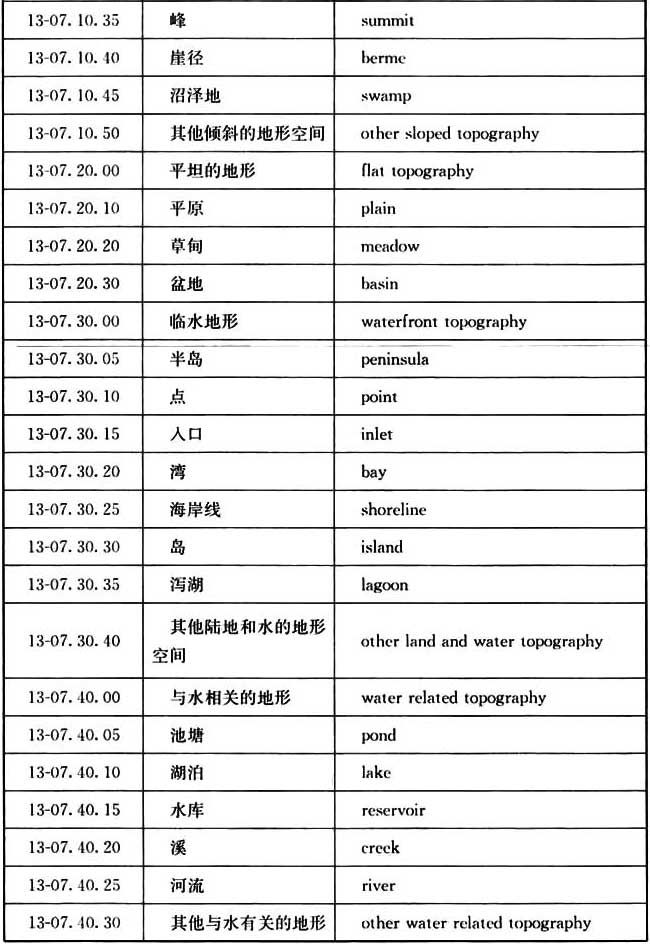 13-07.10.35 峰 summit
13-07.10.40 崖径 berme
13-07.10.45 沼泽地 swamp
13-07.10.50 其他倾斜的地形空间 other sloped topography
13-07.20.00 平坦的地形 flat topography
13-07.20.10 平原 plain
13-07.20.20 草甸 meadow
13-07.20.30 盆地 basin
13-07.30.00 临水地形 waterfront topography
13-07.30.05 半岛 peninsula
13-07.30.10 点 point
13-07.30.15 入口 inlet
13-07.30.20 湾 bay
13-07.30.25 海岸线 shoreline
13-07.30.30 岛 island
13-07.30.35 泻湖 lagoon
13-07.30.40 其他陆地和水的地形
空间 other land and water topography
13-07.40.00 与水相关的地形 water related topography
13-07.40.05 池塘 pond
13-07.40.10 湖泊 lake
13-07.40.15 水库 reservoir
13-07.40.20 溪 creek
13-07.40.25 河流 river
13-07.40.30 其他与水有关的地形 other water related topography